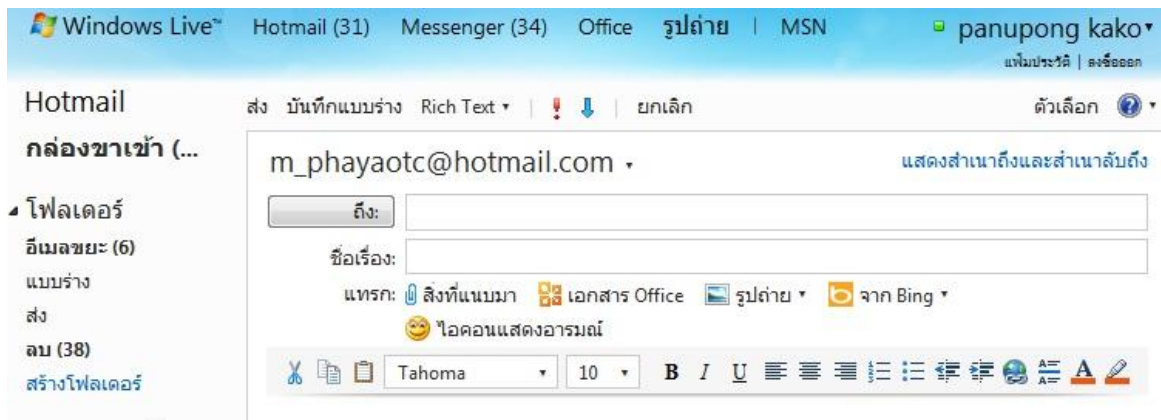 Windows Live™ Hotmail (31) Messenger (34) Office รูปถ่าย | MSN panupong kako
แฟ้มประวัติ | ลงชื่อออก
Hotmail
ส่ง บันทึกแบบร่าง Rich Text | ยกเลิก ตัวเลือก
กล่องขาเข้า (...
m_phayaotc@hotmail.com แสดงสำเนาถึงและสำเนาลับถึง
โฟลเดอร์
ถึง:
อีเมลขยะ (6)
ชื่อเรื่อง:
แบบร่าง
แทรก: สิ่งที่แนบมา เอกสาร Office รูปถ่าย จาก Bing
ส่ง
ไอคอนแสดงอารมณ์
ลบ (38)
สร้างโฟลเดอร์
Tahoma 10 B I U A